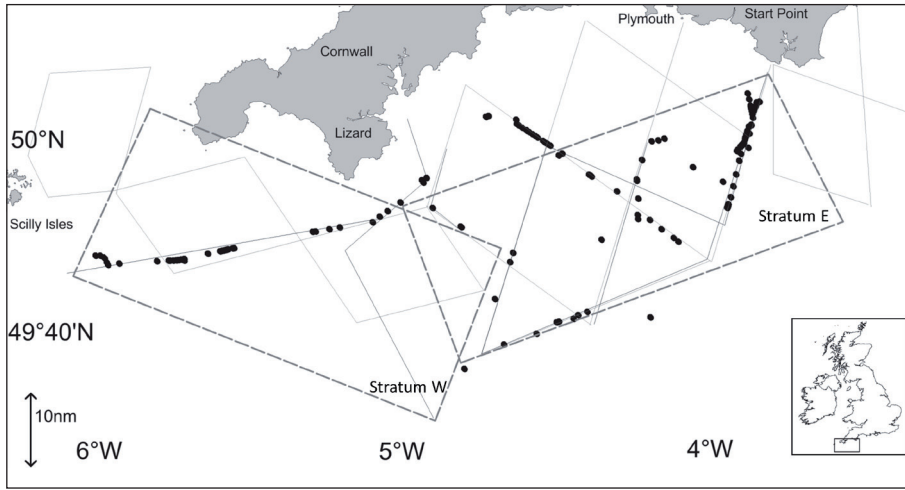 Plymouth
Start Point
Cornwall
Lizard
50°N
Scilly Isles
Stratum E
49°40'N
Stratum W
10nm
6°W
5°W
4°W